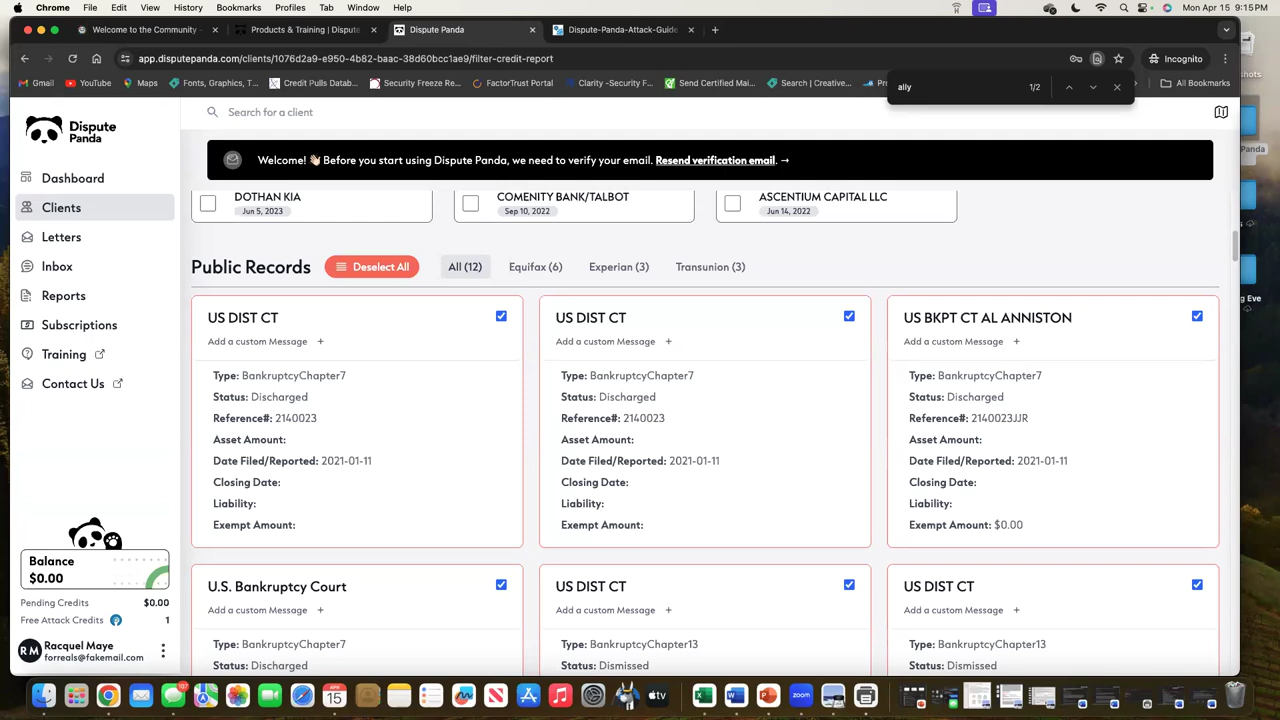 Chrome File Edit View History Bookmarks Profiles Tab Window Help Mon Apr 15 9:15 PM
Welcome to the Community - Products & Training | Dispute Dispute Panda Dispute-Panda-Attack-Guide
app.disputepanda.com/clients/1076d2a9-e950-4b82-baac-38d60bcc1ae9/filter-credit-report Incognito
Gmail YouTube Maps Fonts, Graphics, T... Credit Pulls Datab... Security Freeze Re... FactorTrust Portal Clarity -Security F... Send Certified Mai... Search | Creative... All Bookmarks
ally 1/2
Dispute
Panda
Search for a client
Welcome! 👋🏻 Before you start using Dispute Panda, we need to verify your email. Resend verification email. →
Dashboard
Clients
Letters
Inbox
Reports
Subscriptions
Training
Contact Us
Balance
$0.00
Pending Credits $0.00
Free Attack Credits 1
RM Racquel Maye
forreals@fakemail.com
DOTHAN KIA
Jun 5, 2023
COMENITY BANK/TALBOT
Sep 10, 2022
ASCENTIUM CAPITAL LLC
Jun 14, 2022
Public Records Deselect All All (12) Equifax (6) Experian (3) Transunion (3)
US DIST CT
Add a custom Message +
Type: BankruptcyChapter7
Status: Discharged
Reference#: 2140023
Asset Amount:
Date Filed/Reported: 2021-01-11
Closing Date:
Liability:
Exempt Amount:
US DIST CT
Add a custom Message +
Type: BankruptcyChapter7
Status: Discharged
Reference#: 2140023
Asset Amount:
Date Filed/Reported: 2021-01-11
Closing Date:
Liability:
Exempt Amount:
US BKPT CT AL ANNISTON
Add a custom Message +
Type: BankruptcyChapter7
Status: Discharged
Reference#: 2140023JJR
Asset Amount:
Date Filed/Reported: 2021-01-11
Closing Date:
Liability:
Exempt Amount: $0.00
U.S. Bankruptcy Court
Add a custom Message +
Type: BankruptcyChapter7
Status: Discharged
US DIST CT
Add a custom Message +
Type: BankruptcyChapter13
Status: Dismissed
US DIST CT
Add a custom Message +
Type: BankruptcyChapter13
Status: Dismissed